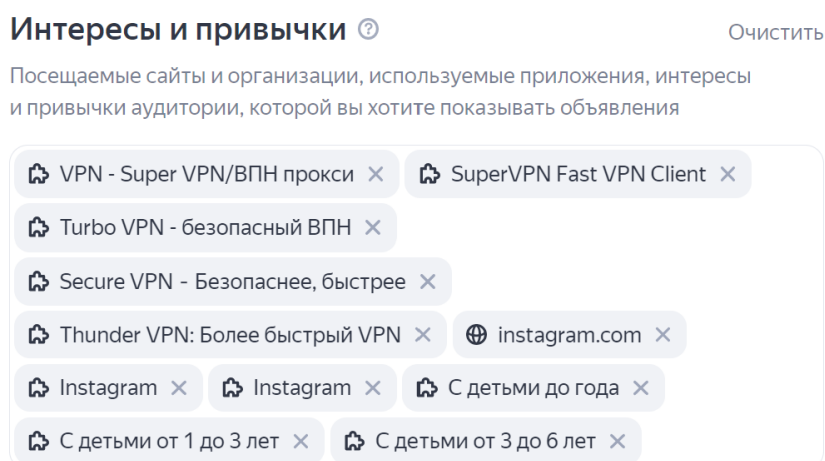 Интересы и привычки ?
Очистить
Посещаемые сайты и организации, используемые приложения, интересы
и привычки аудитории, которой вы хотите показывать объявления
VPN - Super VPN/ВПН прокси × SuperVPN Fast VPN Client ×
Turbo VPN - безопасный ВПН ×
Secure VPN - Безопаснее, быстрее ×
Thunder VPN: Более быстрый VPN × instagram.com ×
Instagram × Instagram × С детьми до года ×
С детьми от 1 до 3 лет × С детьми от 3 до 6 лет ×